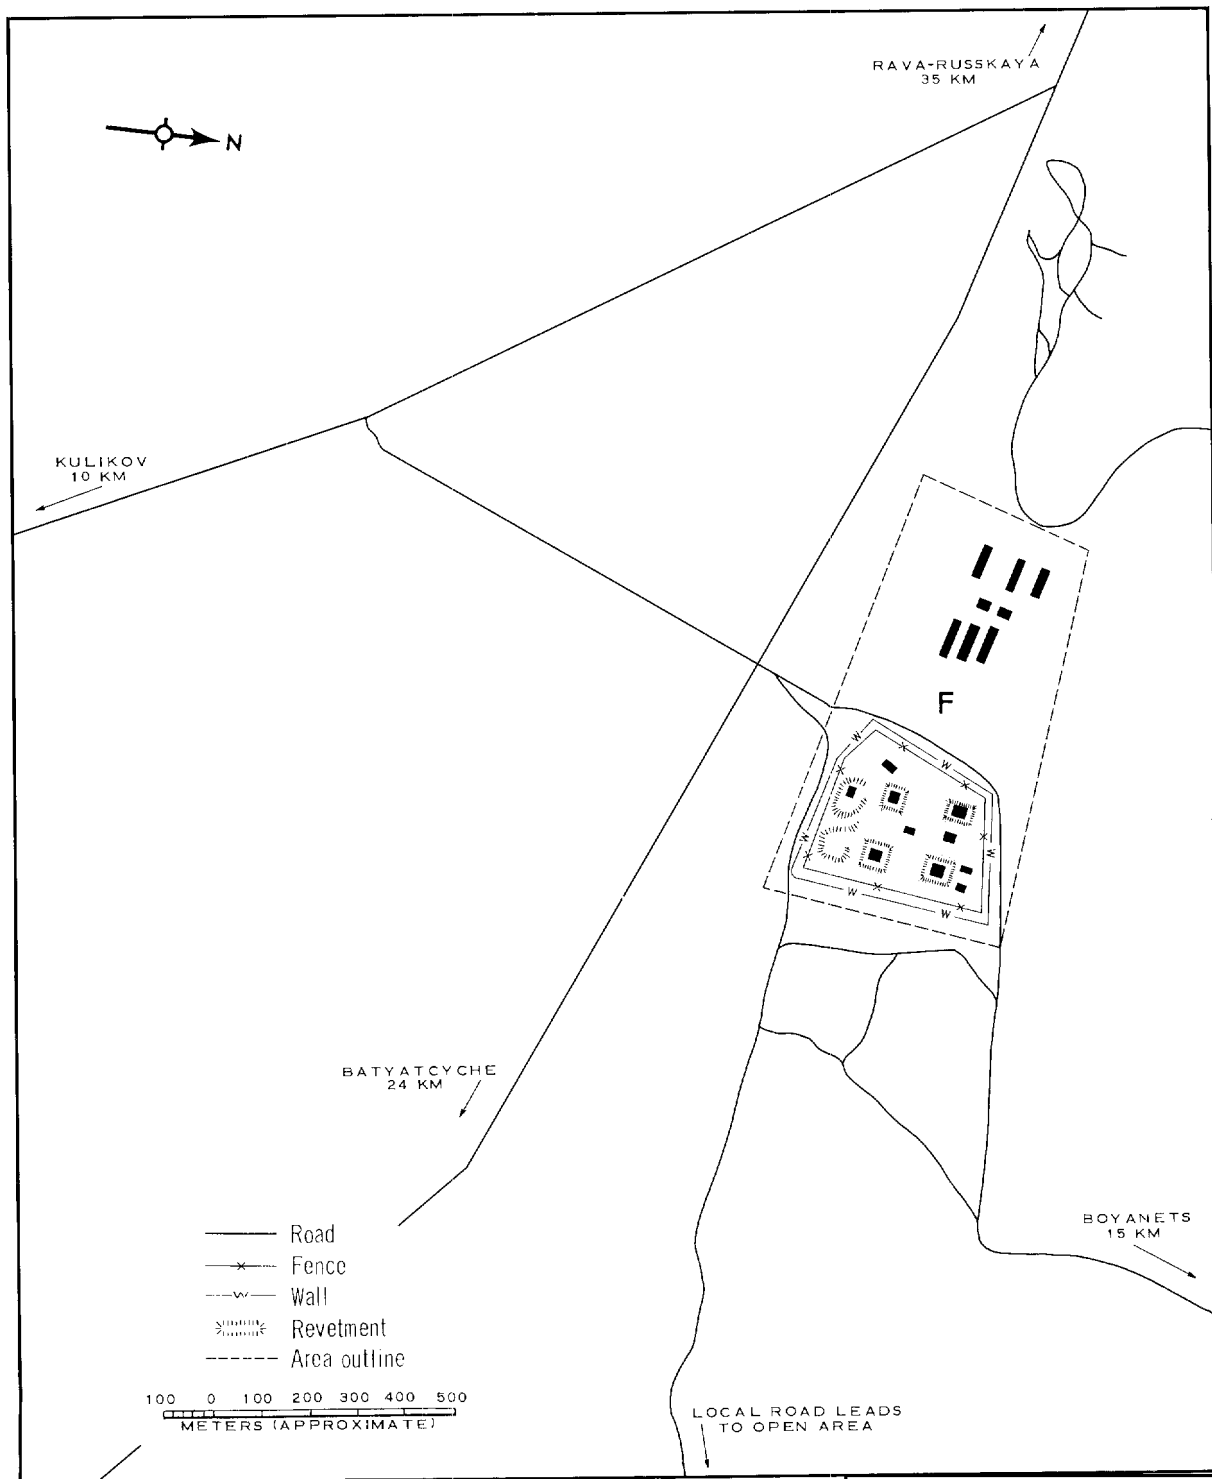 RAVA-RUSSKAYA
35 KM
N
KULIKOV
10 KM
F
W
W
W
W
W
W
BATYATCYCHE
24 KM
BOYANETS
15 KM
Road
Fence
W Wall
Revetment
Area outline
100 0 100 200 300 400 500
METERS (APPROXIMATE)
LOCAL ROAD LEADS
TO OPEN AREA